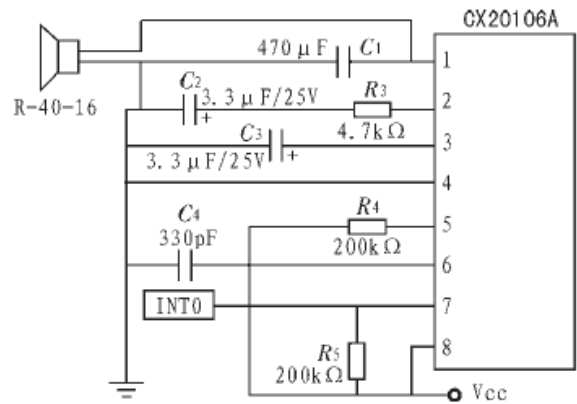 CX20106A
470μF C1
1
R-40-16
C2
3.3μF/25V
R3
2
4.7kΩ
C3
3
3.3μF/25V
4
C4
R4
5
330pF
200kΩ
6
INT0
7
R5
8
200kΩ
Vcc
+
+